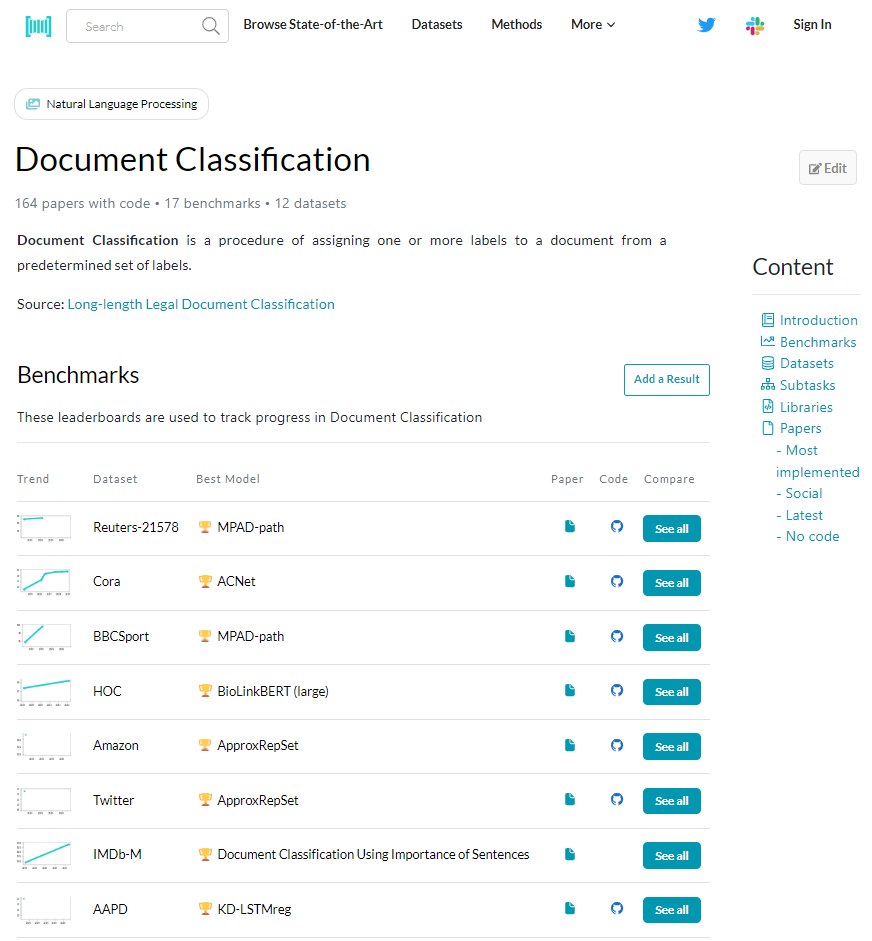 Search
Browse State-of-the-Art
Datasets
Methods
More
Sign In
Natural Language Processing
Document Classification
Edit
164 papers with code • 17 benchmarks • 12 datasets
Document Classification is a procedure of assigning one or more labels to a document from a
predetermined set of labels.
Source: Long-length Legal Document Classification
Content
Introduction
Benchmarks
Datasets
Subtasks
Libraries
Papers
- Most
implemented
- Social
- Latest
- No code
Benchmarks
Add a Result
These leaderboards are used to track progress in Document Classification
Trend Dataset Best Model Paper Code Compare
Reuters-21578 MPAD-path See all
Cora ACNet See all
BBCSport MPAD-path See all
HOC BioLinkBERT (large) See all
Amazon ApproxRepSet See all
Twitter ApproxRepSet See all
IMDb-M Document Classification Using Importance of Sentences See all
AAPD KD-LSTMreg See all